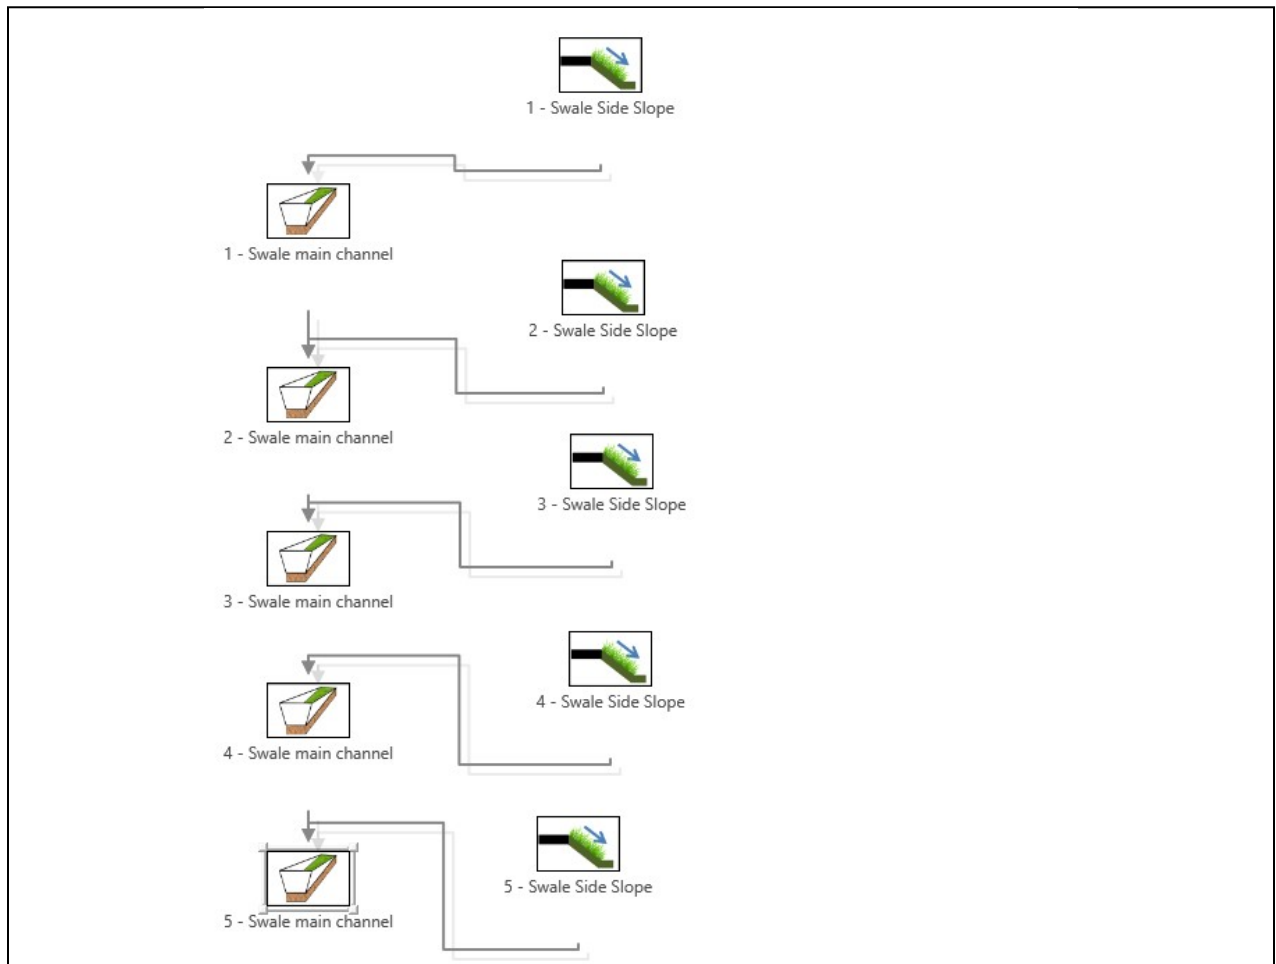 1 - Swale Side Slope
1 - Swale main channel
2 - Swale Side Slope
2 - Swale main channel
3 - Swale Side Slope
3 - Swale main channel
4 - Swale Side Slope
4 - Swale main channel
5 - Swale Side Slope
5 - Swale main channel